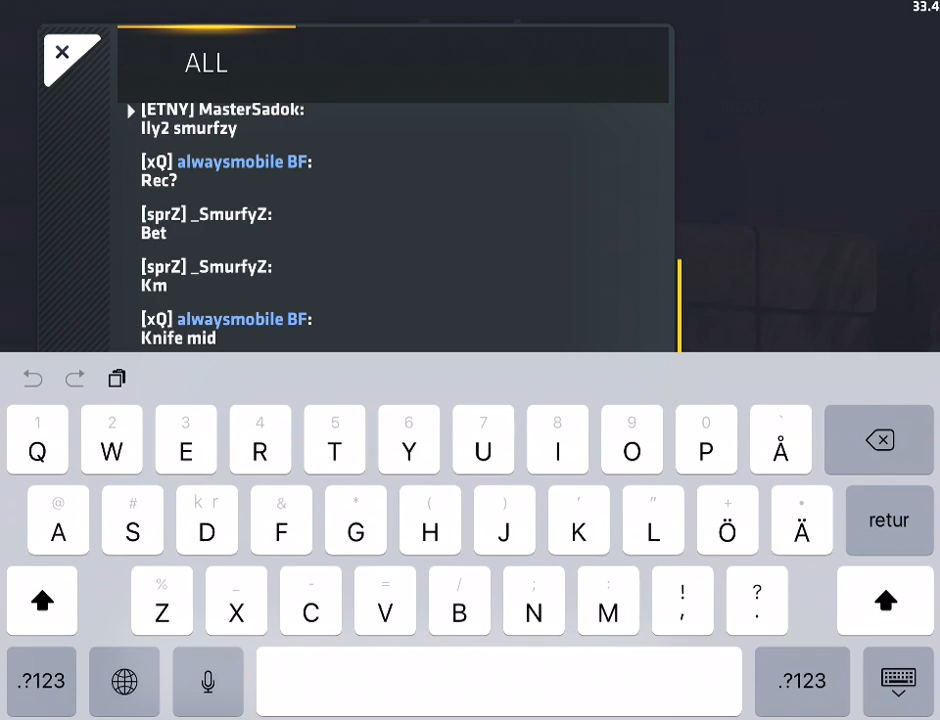 33.4
ALL
[ETNY] MasterSadok:
Ily2 smurfzy
[xQ] alwaysmobile BF:
Rec?
[sprZ] _SmurfyZ:
Bet
[sprZ] _SmurfyZ:
Km
[xQ] alwaysmobile BF:
Knife mid
1 2 3 4 5 6 7 8 9 0 `
Q W E R T Y U I O P Å
@ # kr & * ( ) ' " + •
A S D F G H J K L Ö Ä retur
% _ - = / ; : ! ?
Z X C V B N M , .
.?123 .?123